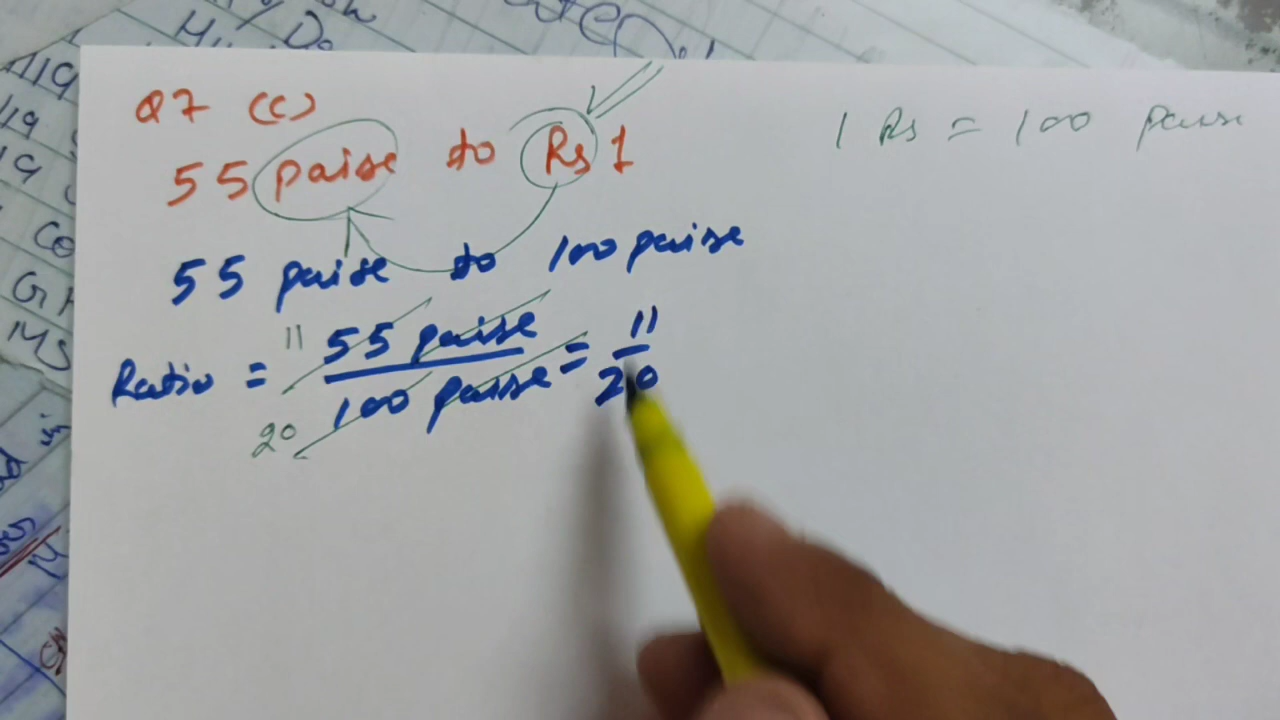 Q7 (c)
1 Rs = 100 paise
55 paise to Rs 1
55 paise to 100 paise
11 55 paise 11
Ratio = =
20 100 paise 20